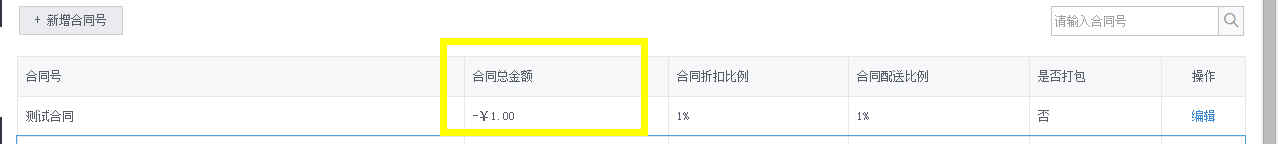 + 新增合同号
请输入合同号
合同号 合同总金额 合同折扣比例 合同配送比例 是否打包 操作
测试合同 -￥1.00 1% 1% 否 编辑